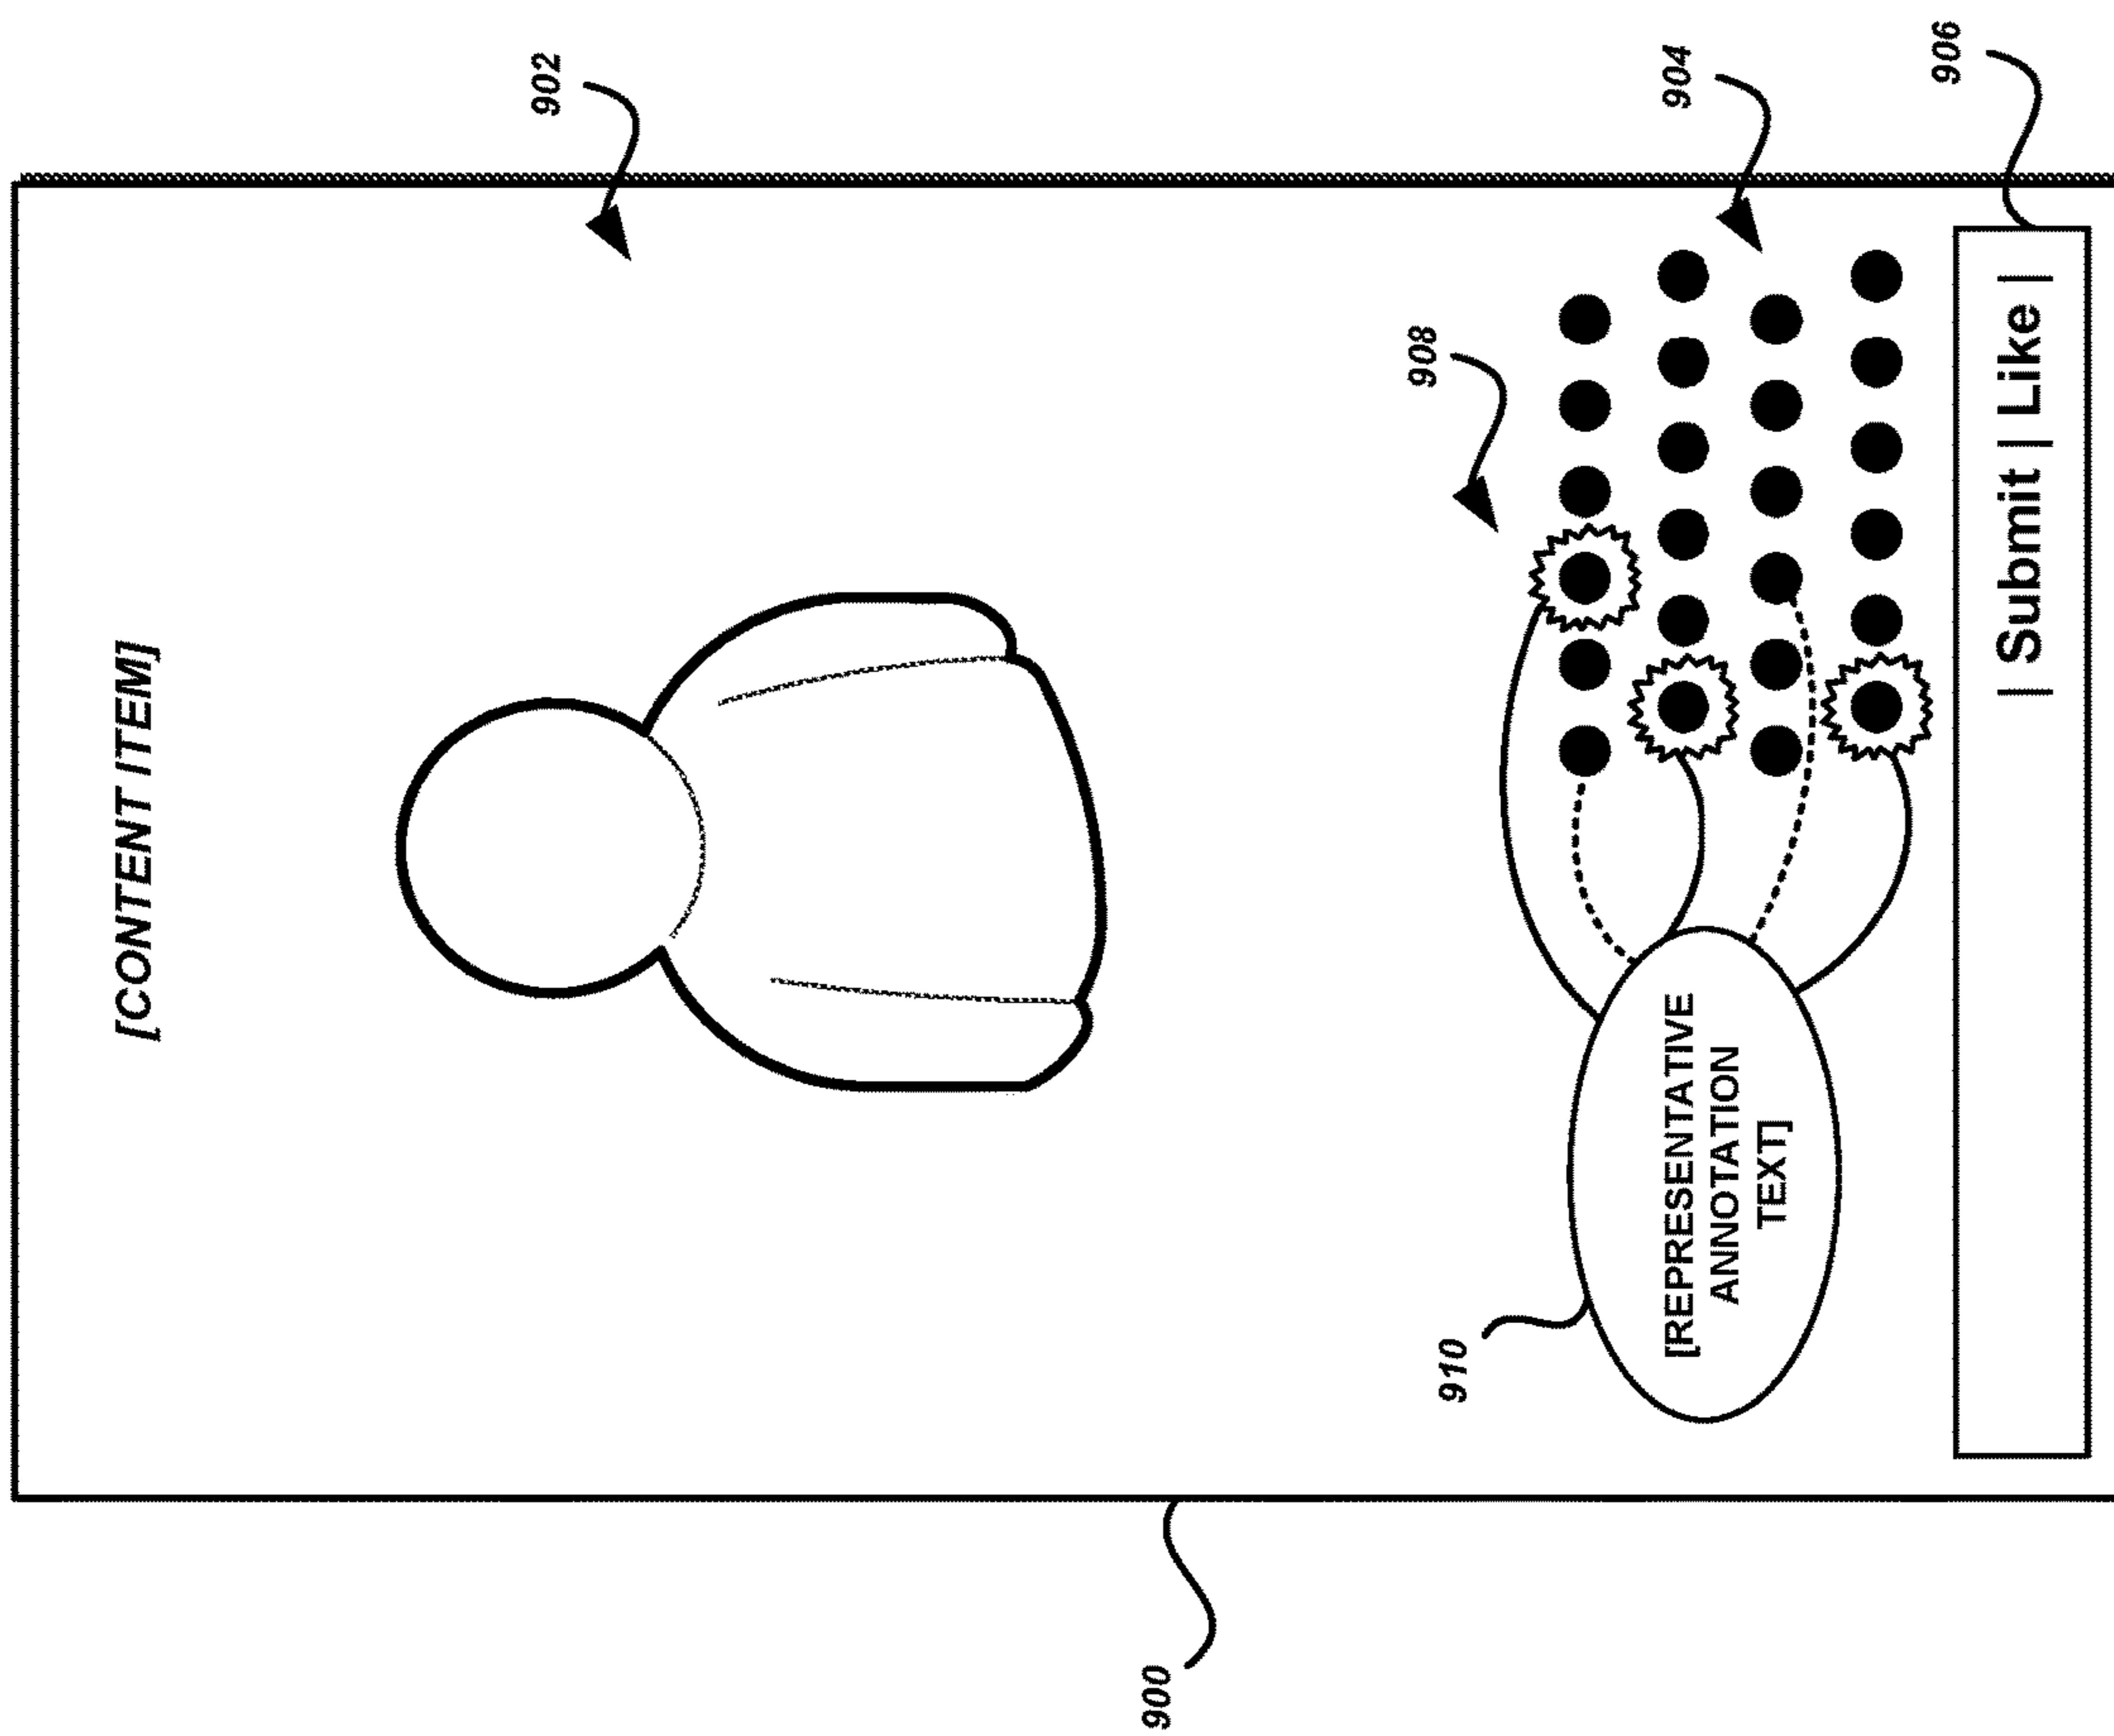 [CONTENT ITEM]
902
908
904
906
910
[REPRESENTATIVE
ANNOTATION
TEXT]
| Submit | Like |
900